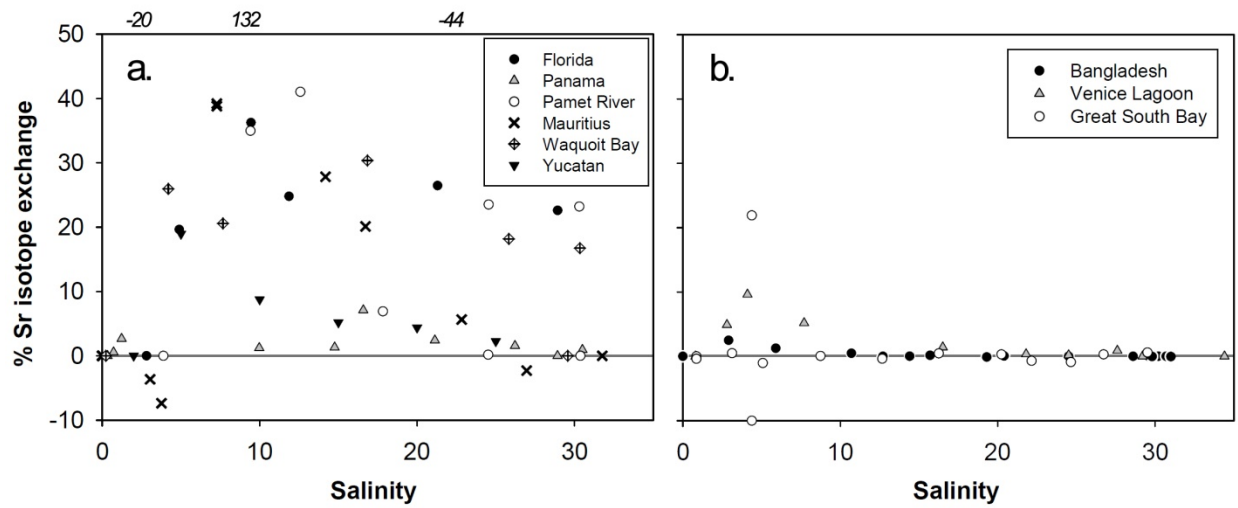 -20 132 -44
50
40
30
20
10
0
-10
% Sr isotope exchange
a.
Florida
Panama
Pamet River
Mauritius
Waquoit Bay
Yucatan
0 10 20 30
Salinity
b.
Bangladesh
Venice Lagoon
Great South Bay
0 10 20 30
Salinity